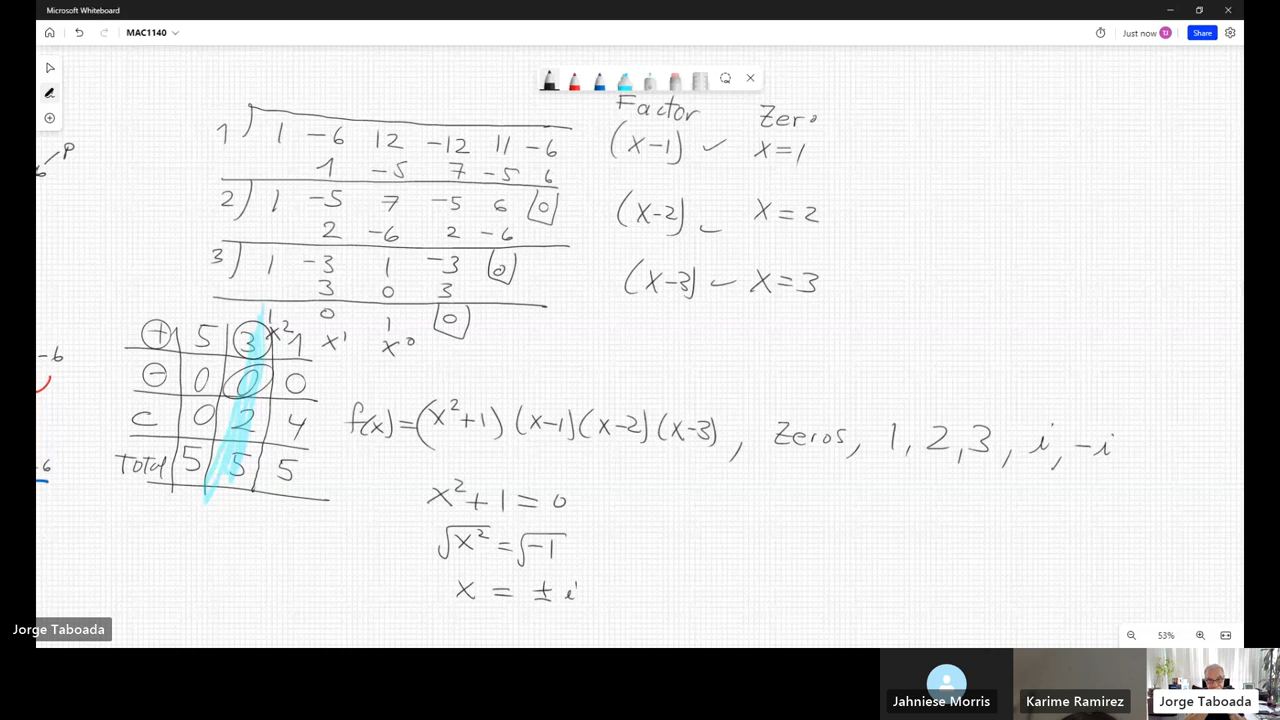 Microsoft Whiteboard
MAC1140
Just now TJ Share
Factor Zero
1 1 -6 12 -12 11 -6 (x-1) ✓ x=1
1 -5 7 -5 6
2 1 -5 7 -5 6 0 (x-2) ✓ x=2
2 -6 2 -6
3 1 -3 1 -3 0 (x-3) ✓ x=3
3 0 3
1 0 1 0
x² x¹ x⁰
P
-6
-6
+ 5 3 1
- 0 0 0
C 0 2 4
Total 5 5 5
f(x)=(x²+1)(x-1)(x-2)(x-3), Zeros, 1, 2, 3, i, -i
x²+1=0
√x² = √-1
x = ± i
Jorge Taboada
53%
Jahniese Morris
Karime Ramirez
Jorge Taboada